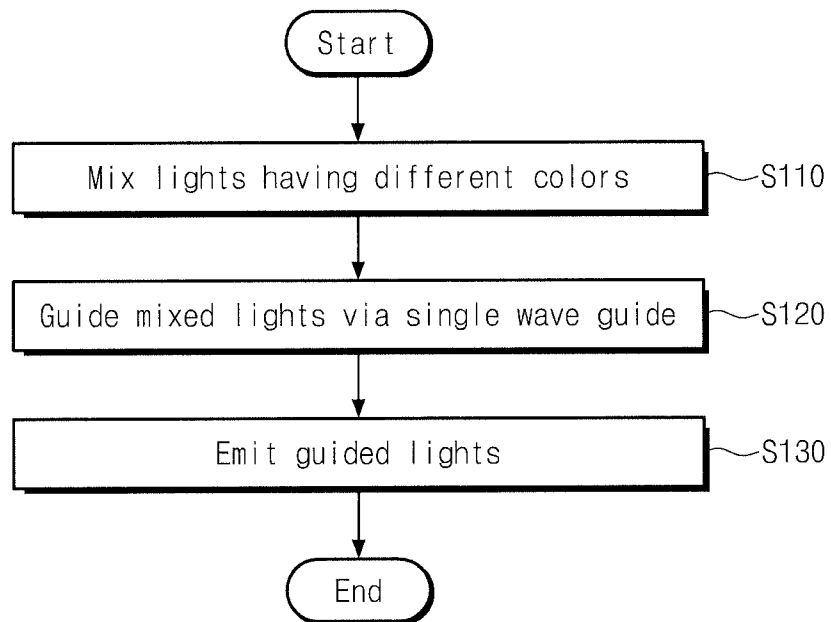 Start
Mix lights having different colors
S110
Guide mixed lights via single wave guide
S120
Emit guided lights
S130
End